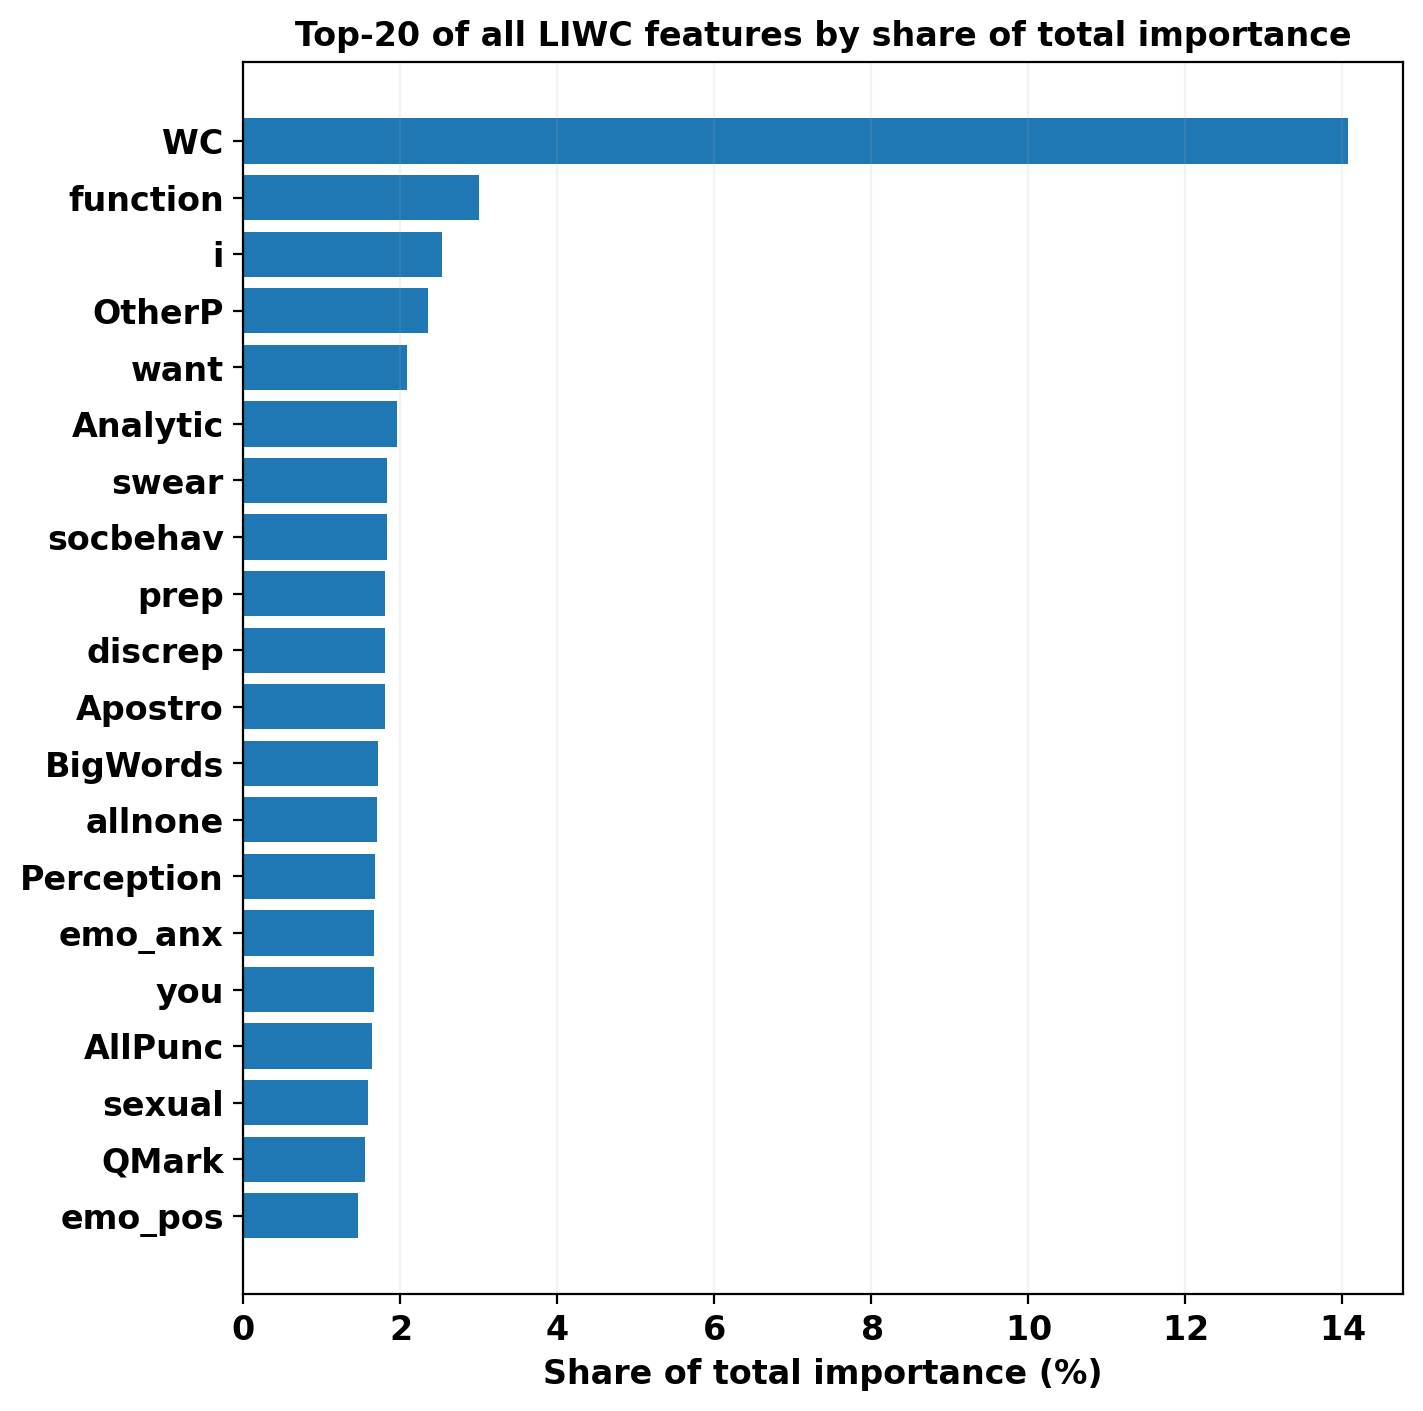 Top-20 of all LIWC features by share of total importance
WC
function
i
OtherP
want
Analytic
swear
socbehav
prep
discrep
Apostro
BigWords
allnone
Perception
emo_anx
you
AllPunc
sexual
QMark
emo_pos
0 2 4 6 8 10 12 14
Share of total importance (%)